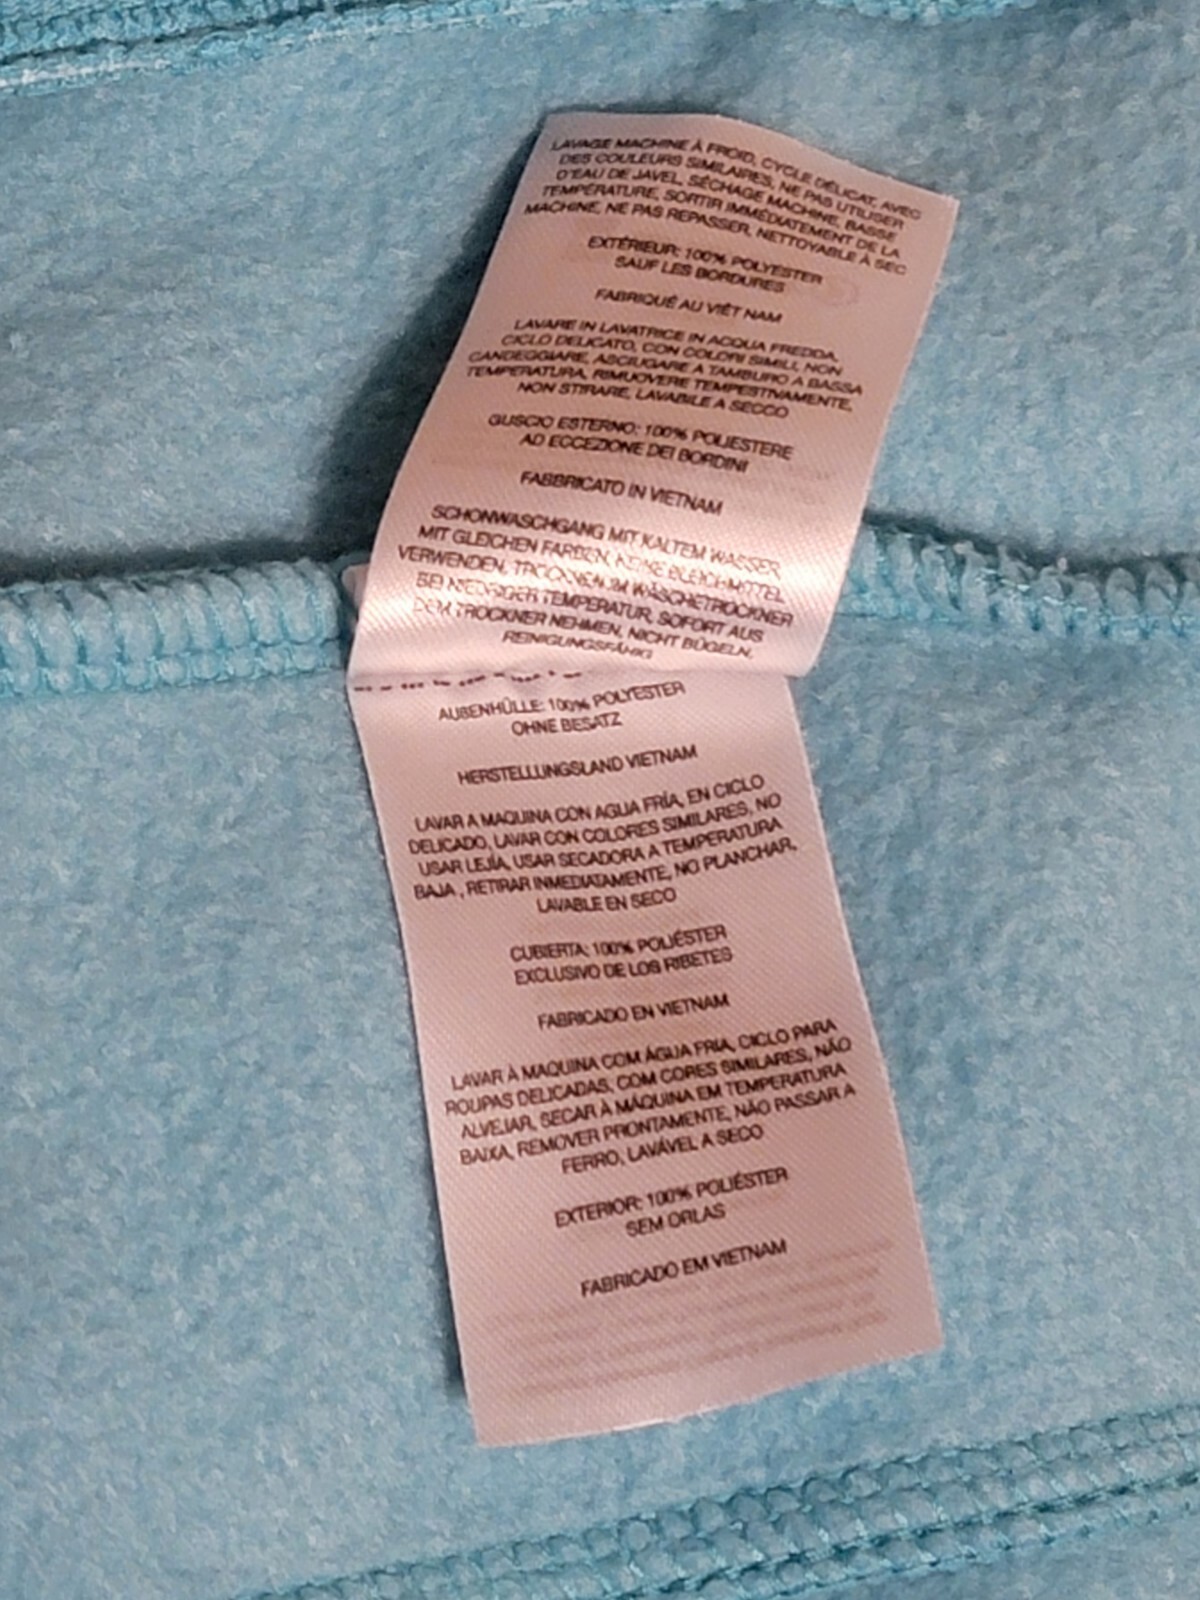 LAVAGE MACHINE À FROID, CYCLE DÉLICAT, AVEC
DES COULEURS SIMILAIRES, NE PAS UTILISER
D'EAU DE JAVEL, SÉCHAGE MACHINE, BASSE
TEMPÉRATURE, SORTIR IMMÉDIATEMENT DE LA
MACHINE, NE PAS REPASSER, NETTOYABLE À SEC
EXTÉRIEUR: 100% POLYESTER
SAUF LES BORDURES
FABRIQUÉ AU VIÊT NAM
LAVARE IN LAVATRICE IN ACQUA FREDDA,
CICLO DELICATO, CON COLORI SIMILI, NON
CANDEGGIARE, ASCIUGARE A TAMBURO A BASSA
TEMPERATURA, RIMUOVERE TEMPESTIVAMENTE,
NON STIRARE, LAVABILE A SECCO
GUSCIO ESTERNO: 100% POLIESTERE
AD ECCEZIONE DEI BORDINI
FABBRICATO IN VIETNAM
SCHONWASCHGANG MIT KALTEM WASSER
MIT GLEICHEN FARBEN, KEINE BLEICHMITTEL
VERWENDEN, TROCKNEN IM WÄSCHETROCKNER
BEI NIEDRIGER TEMPERATUR, SOFORT AUS
DEM TROCKNER NEHMEN, NICHT BÜGELN,
REINIGUNGSFÄHIG
AUßENHÜLLE: 100% POLYESTER
OHNE BESATZ
HERSTELLUNGSLAND VIETNAM
LAVAR A MAQUINA CON AGUA FRÍA, EN CICLO
DELICADO, LAVAR CON COLORES SIMILARES, NO
USAR LEJÍA, USAR SECADORA A TEMPERATURA
BAJA , RETIRAR INMEDIATAMENTE, NO PLANCHAR,
LAVABLE EN SECO
CUBIERTA: 100% POLIÉSTER
EXCLUSIVO DE LOS RIBETES
FABRICADO EN VIETNAM
LAVAR À MAQUINA COM ÁGUA FRIA, CICLO PARA
ROUPAS DELICADAS, COM CORES SIMILARES, NÃO
ALVEJAR, SECAR À MÁQUINA EM TEMPERATURA
BAIXA, REMOVER PRONTAMENTE, NÃO PASSAR A
FERRO, LAVÁVEL A SECO
EXTERIOR: 100% POLIÉSTER
SEM ORLAS
FABRICADO EM VIETNAM